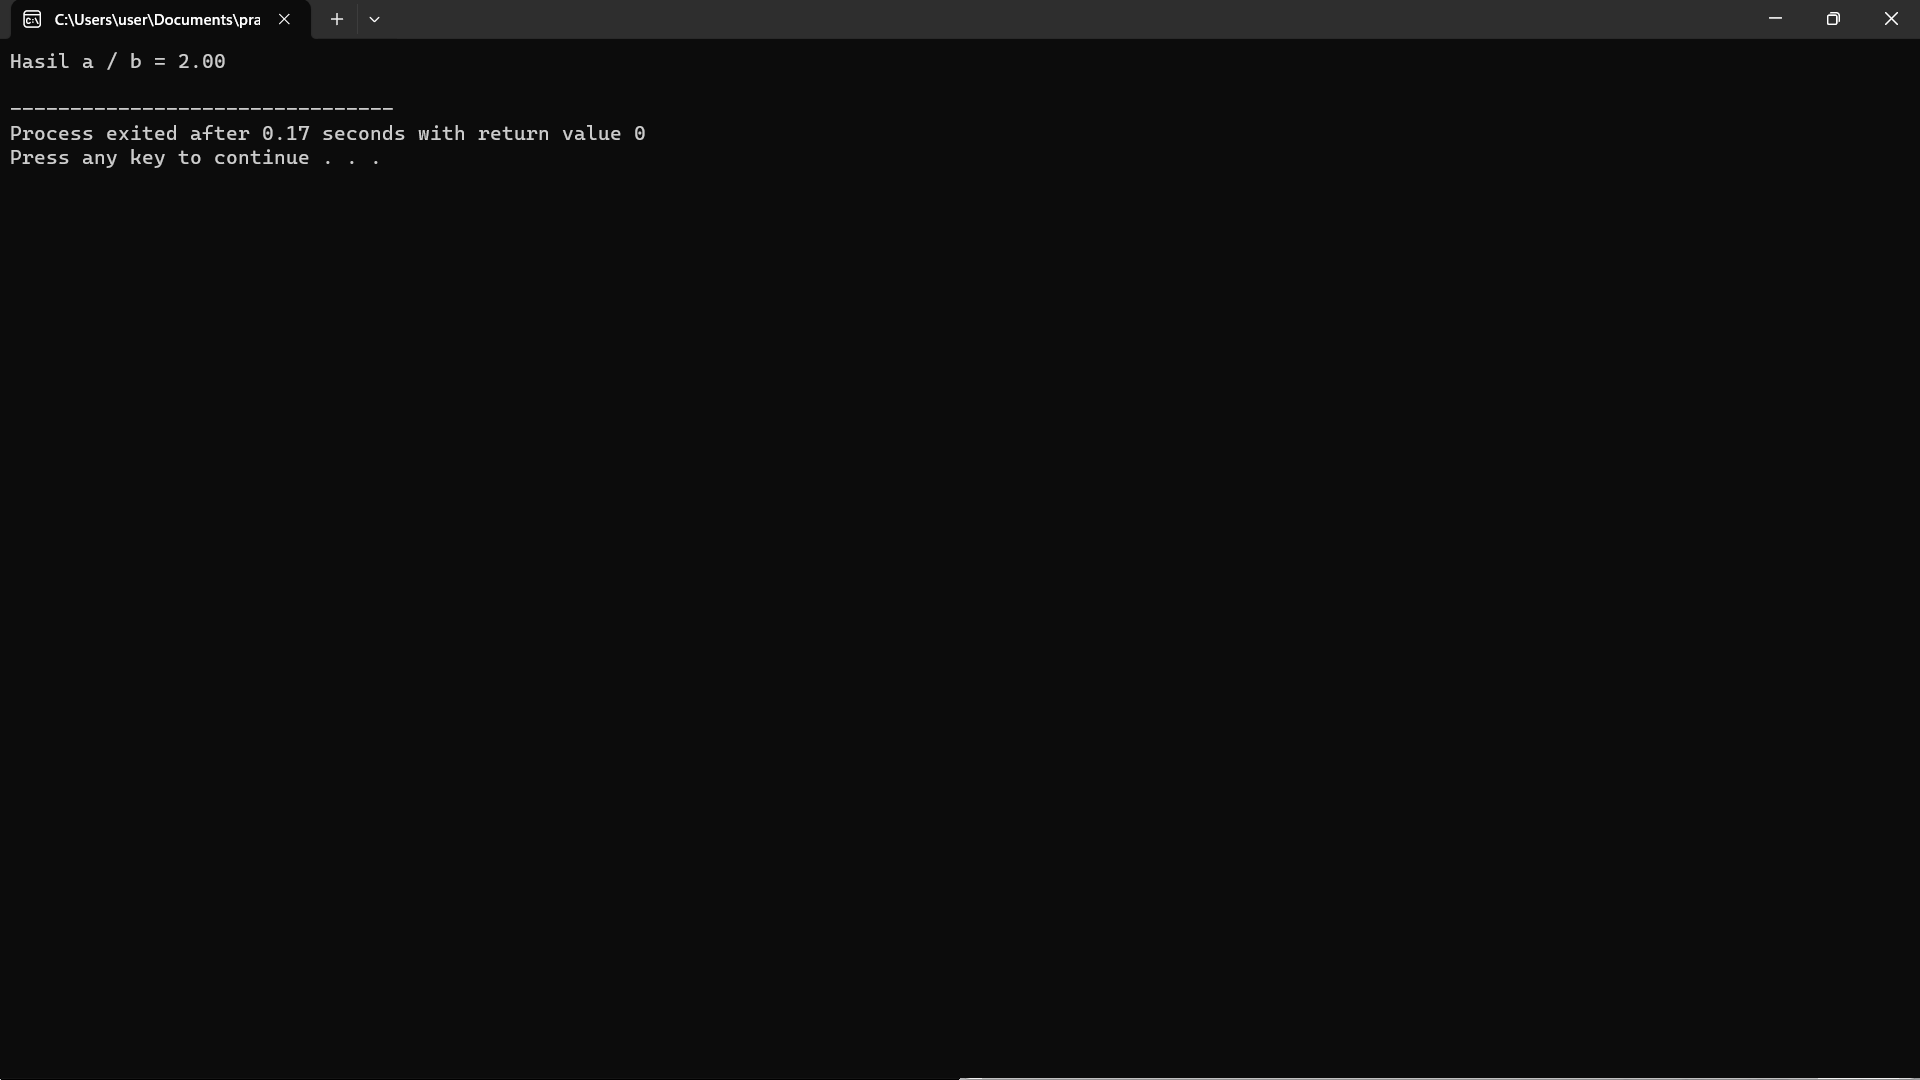 C:\Users\user\Documents\pra
Hasil a / b = 2.00
--------------------------------
Process exited after 0.17 seconds with return value 0
Press any key to continue . . .